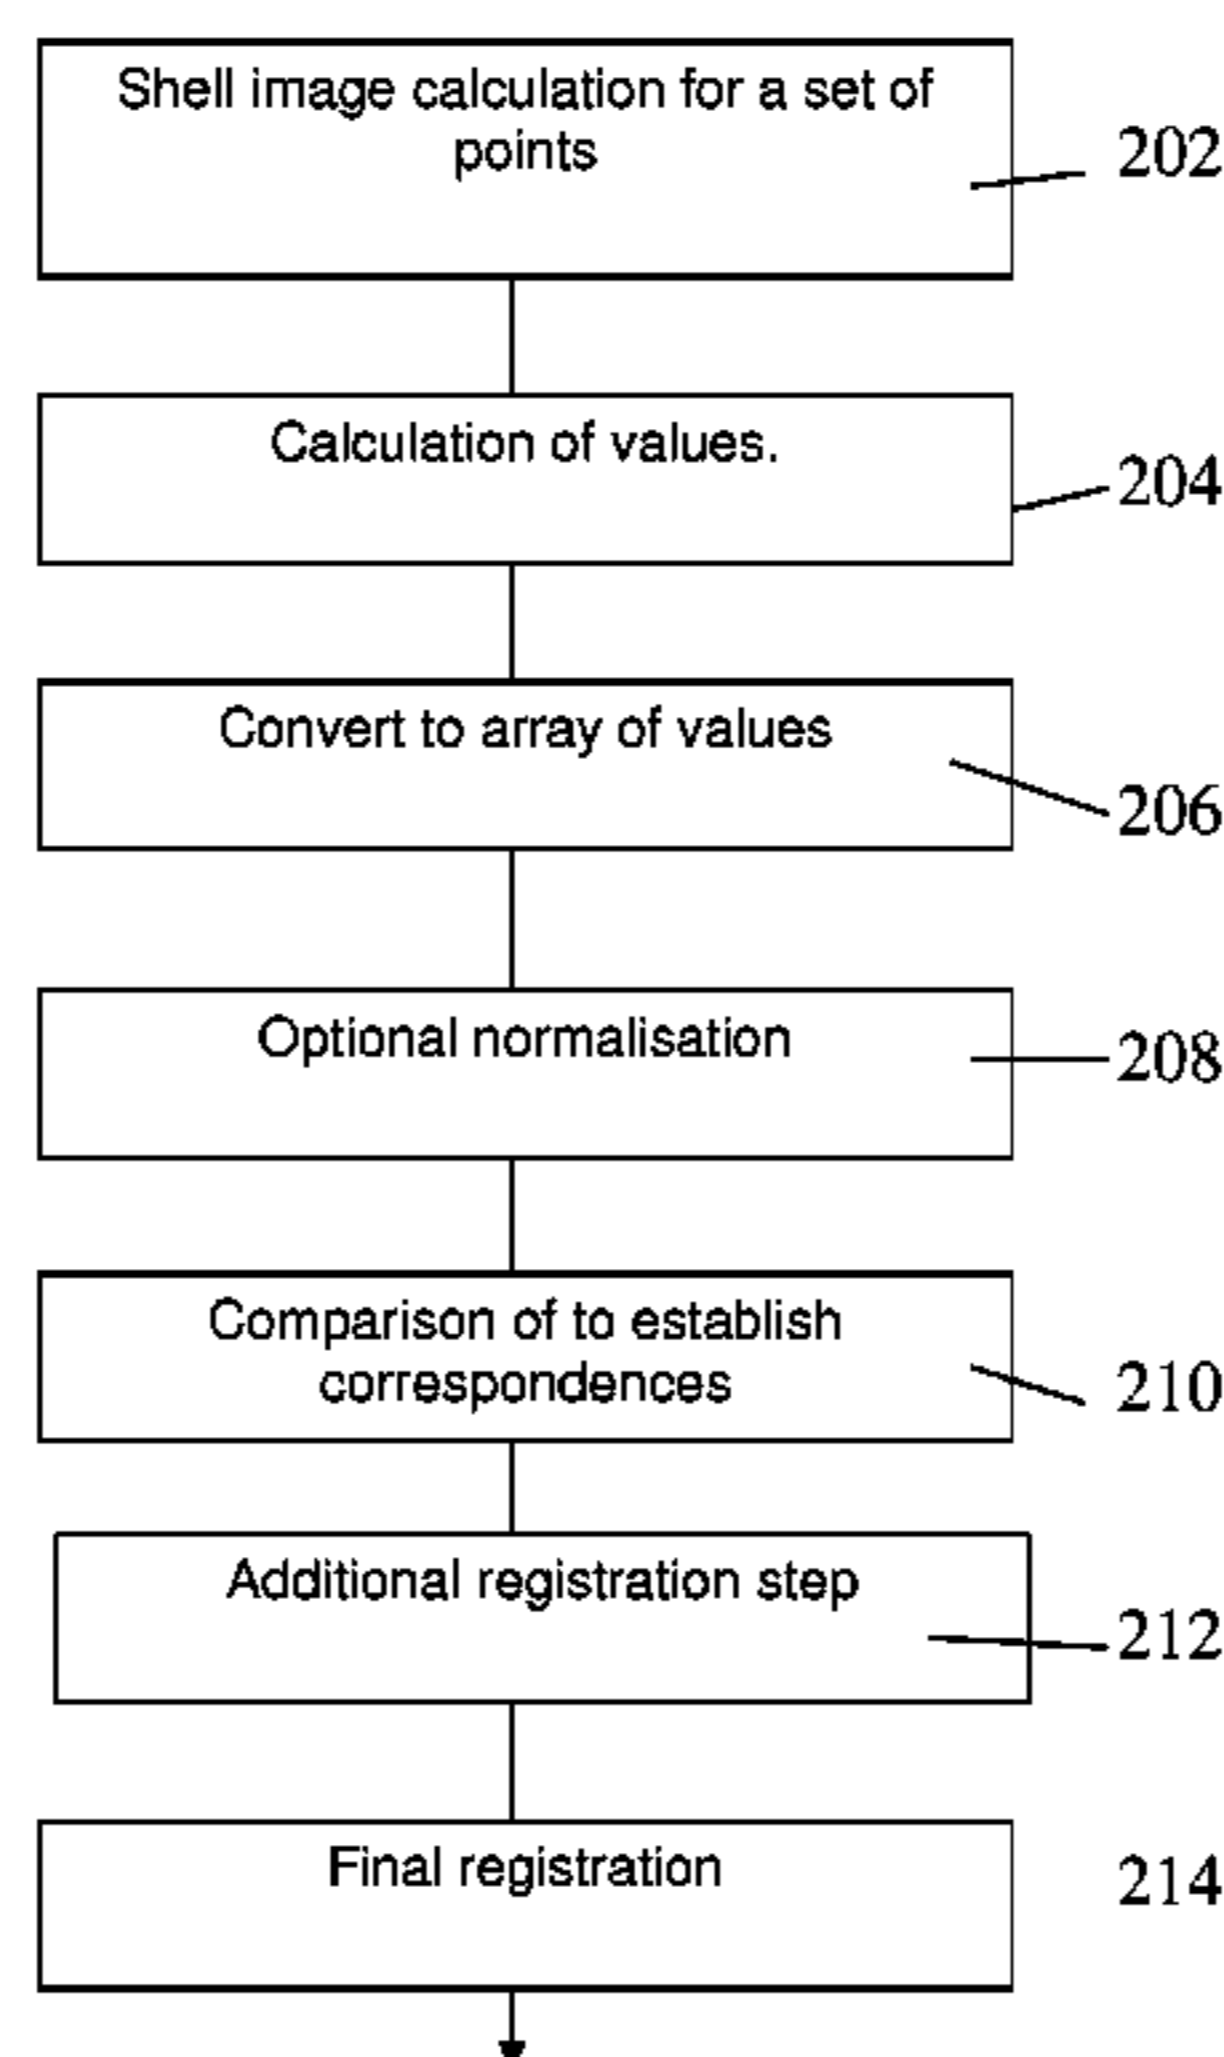 Shell image calculation for a set of
points
202
Calculation of values.
204
Convert to array of values
206
Optional normalisation
208
Comparison of to establish
correspondences
210
Additional registration step
212
Final registration
214